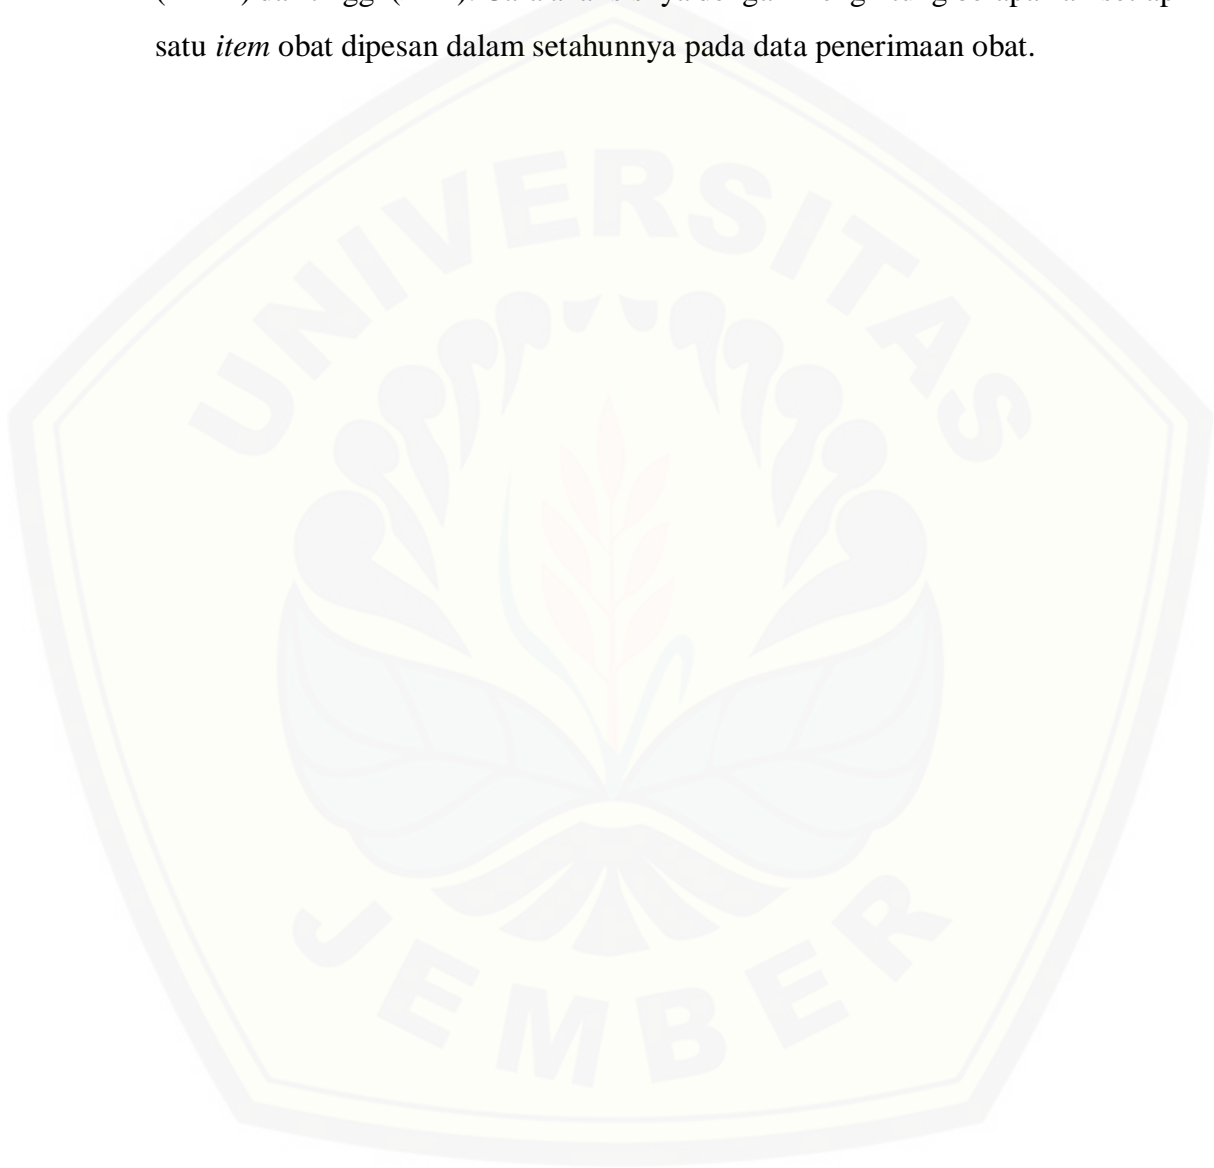 satu item obat dipesan dalam setahunnya pada data penerimaan obat.
UNIVERSITAS
JEMBER